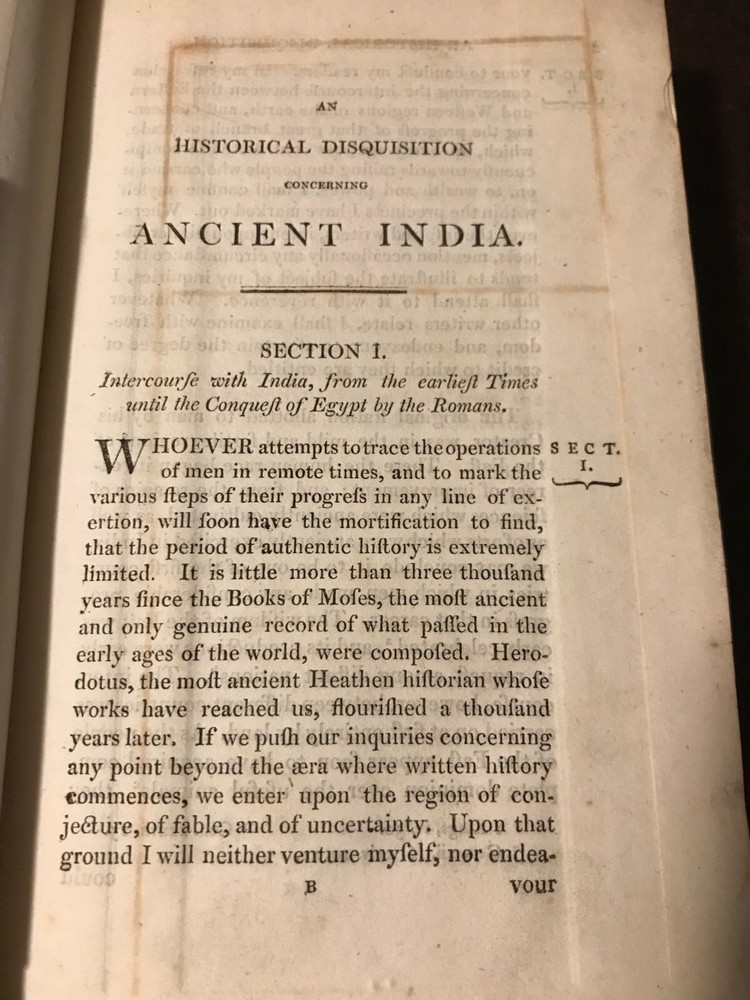 AN
HISTORICAL DISQUISITION
CONCERNING
ANCIENT INDIA.
SECTION I.
Intercourſe with India, from the earlieſt Times
until the Conqueſt of Egypt by the Romans.
SECT.
I.
WHOEVER attempts to trace the operations
of men in remote times, and to mark the
various ſteps of their progreſs in any line of ex-
ertion, will ſoon have the mortification to find,
that the period of authentic hiſtory is extremely
limited. It is little more than three thouſand
years ſince the Books of Moſes, the moſt ancient
and only genuine record of what paſſed in the
early ages of the world, were compoſed. Hero-
dotus, the moſt ancient Heathen hiſtorian whoſe
works have reached us, flouriſhed a thouſand
years later. If we puſh our inquiries concerning
any point beyond the æra where written hiſtory
commences, we enter upon the region of con-
jecture, of fable, and of uncertainty. Upon that
ground I will neither venture myſelf, nor endea-
B
vour